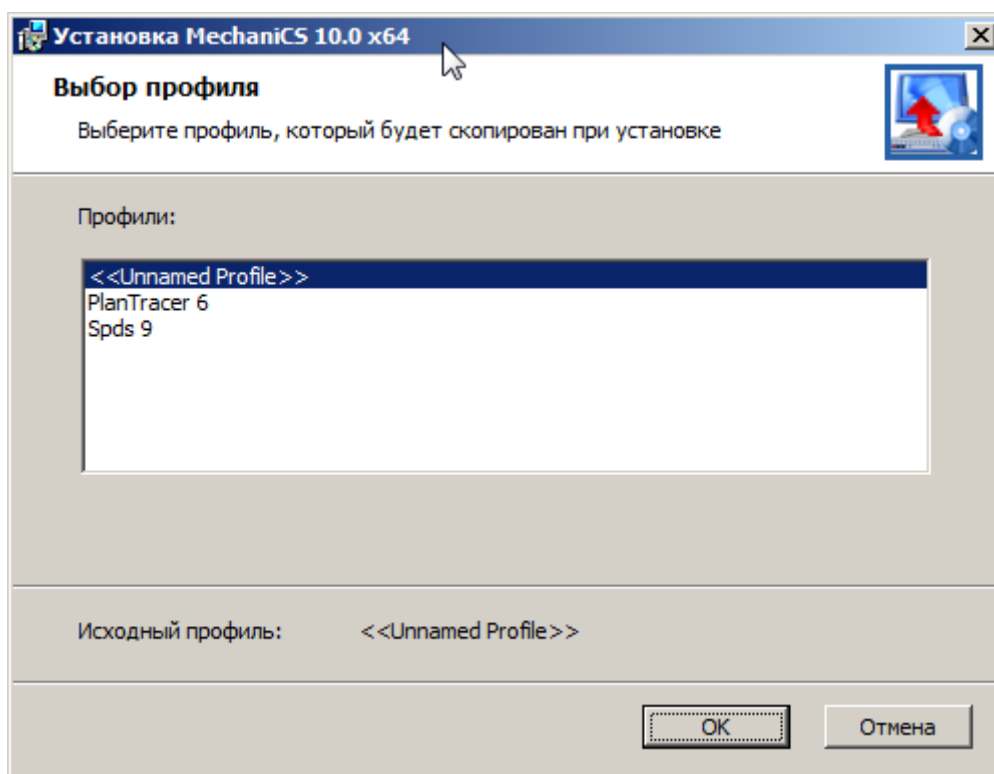 Установка MechaniCS 10.0 x64
Выбор профиля
Выберите профиль, который будет скопирован при установке
Профили:
<<Unnamed Profile>>
PlanTracer 6
Spds 9
Исходный профиль: <<Unnamed Profile>>
OK Отмена